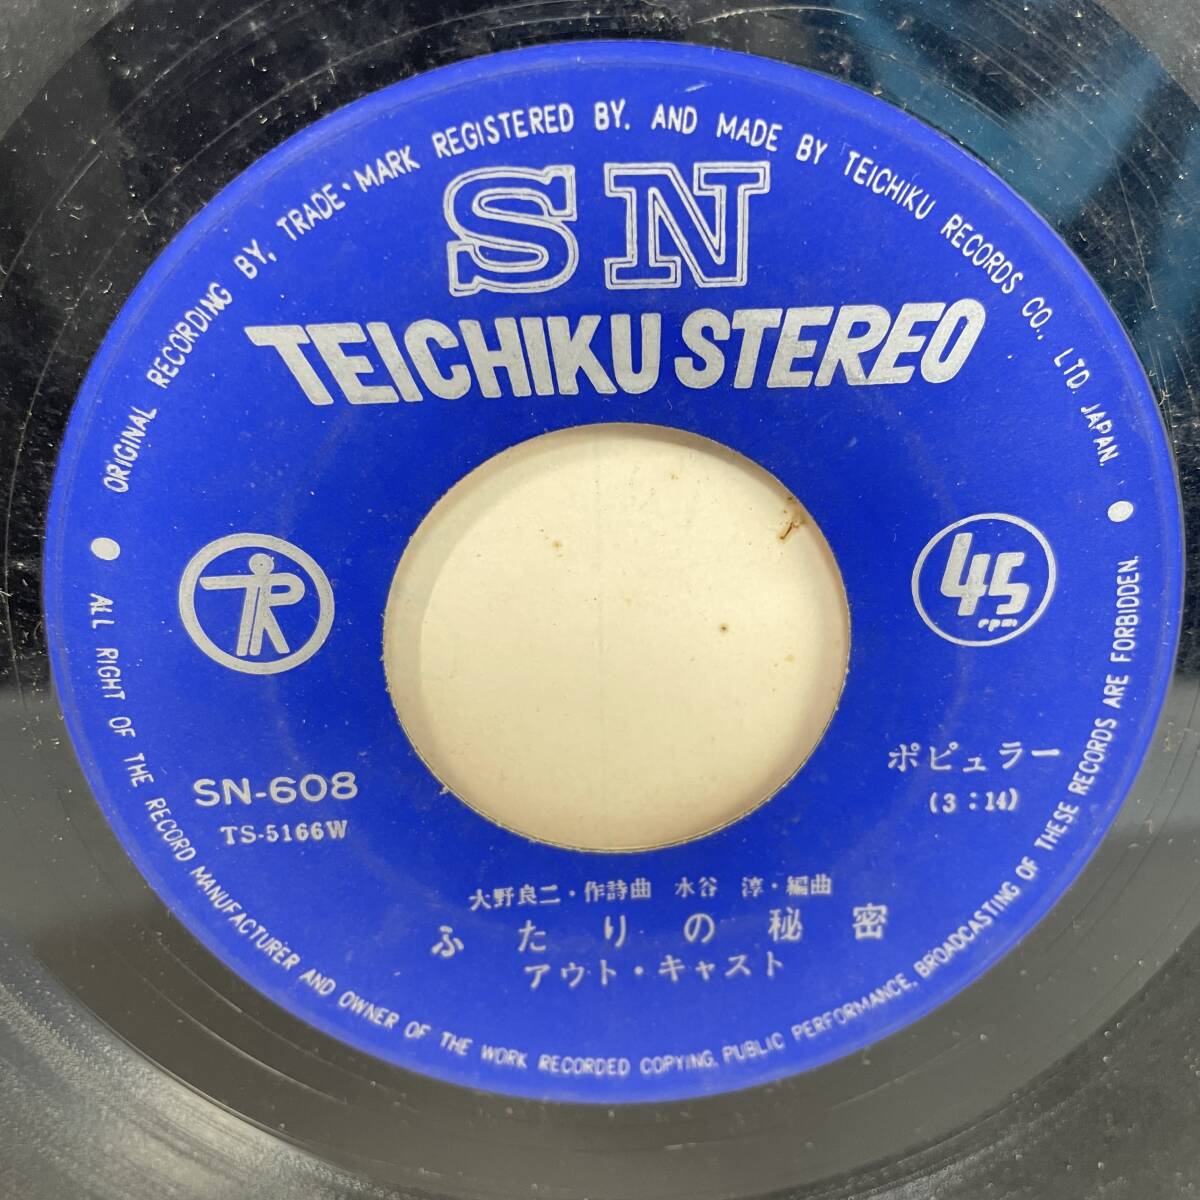 ORIGINAL RECORDING BY, TRADE・MARK REGISTERED BY. AND MADE BY TEICHIKU RECORDS CO., LTD. JAPAN.
SN
TEICHIKU STEREO
TR
45
rpm
SN-608
TS-5166W
ポピュラー
(3:14)
大野良二・作詩曲 水谷 淳・編曲
ふたりの秘密
アウト・キャスト
ALL RIGHT OF THE RECORD MANUFACTURER AND OWNER OF THE WORK RECORDED COPYING, PUBLIC PERFORMANCE, BROADCASTING OF THESE RECORDS ARE FORBIDDEN.